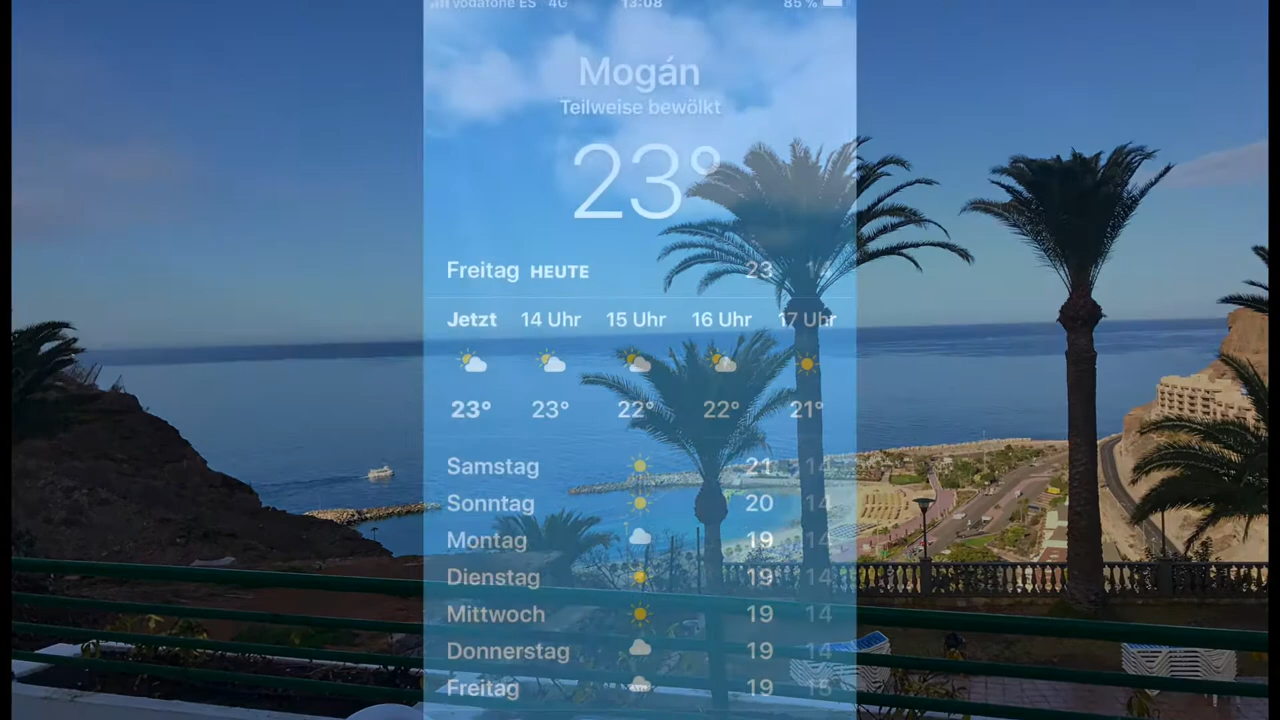 vodafone ES 4G 13:08 85 %
Mogán
Teilweise bewölkt
23°
Freitag HEUTE 23
Jetzt 14 Uhr 15 Uhr 16 Uhr 17 Uhr
23° 23° 22° 22° 21°
Samstag 21 14
Sonntag 20 14
Montag 19 14
Dienstag 19 14
Mittwoch 19 14
Donnerstag 19 14
Freitag 19 15